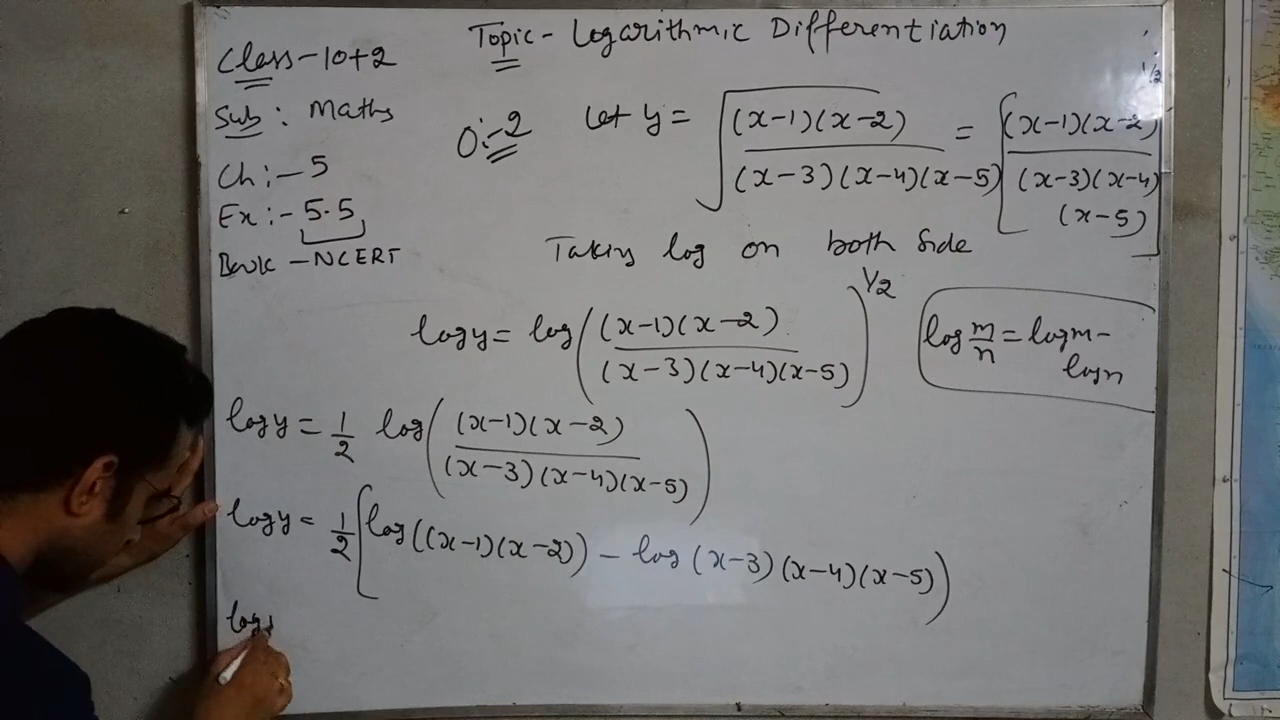 Topic - Logarithmic Differentiation
Class - 10+2
Sub : Maths
Ch :- 5
Ex :- 5.5
Book - NCERT
Q:-2 Let y = √((x-1)(x-2)/(x-3)(x-4)(x-5)) = [(x-1)(x-2)/(x-3)(x-4)(x-5)]^1/2
Taking log on both side
log y = log((x-1)(x-2)/(x-3)(x-4)(x-5))^1/2
log m/n = log m - log n
log y = 1/2 log((x-1)(x-2)/(x-3)(x-4)(x-5))
log y = 1/2 [log((x-1)(x-2)) - log(x-3)(x-4)(x-5))
log